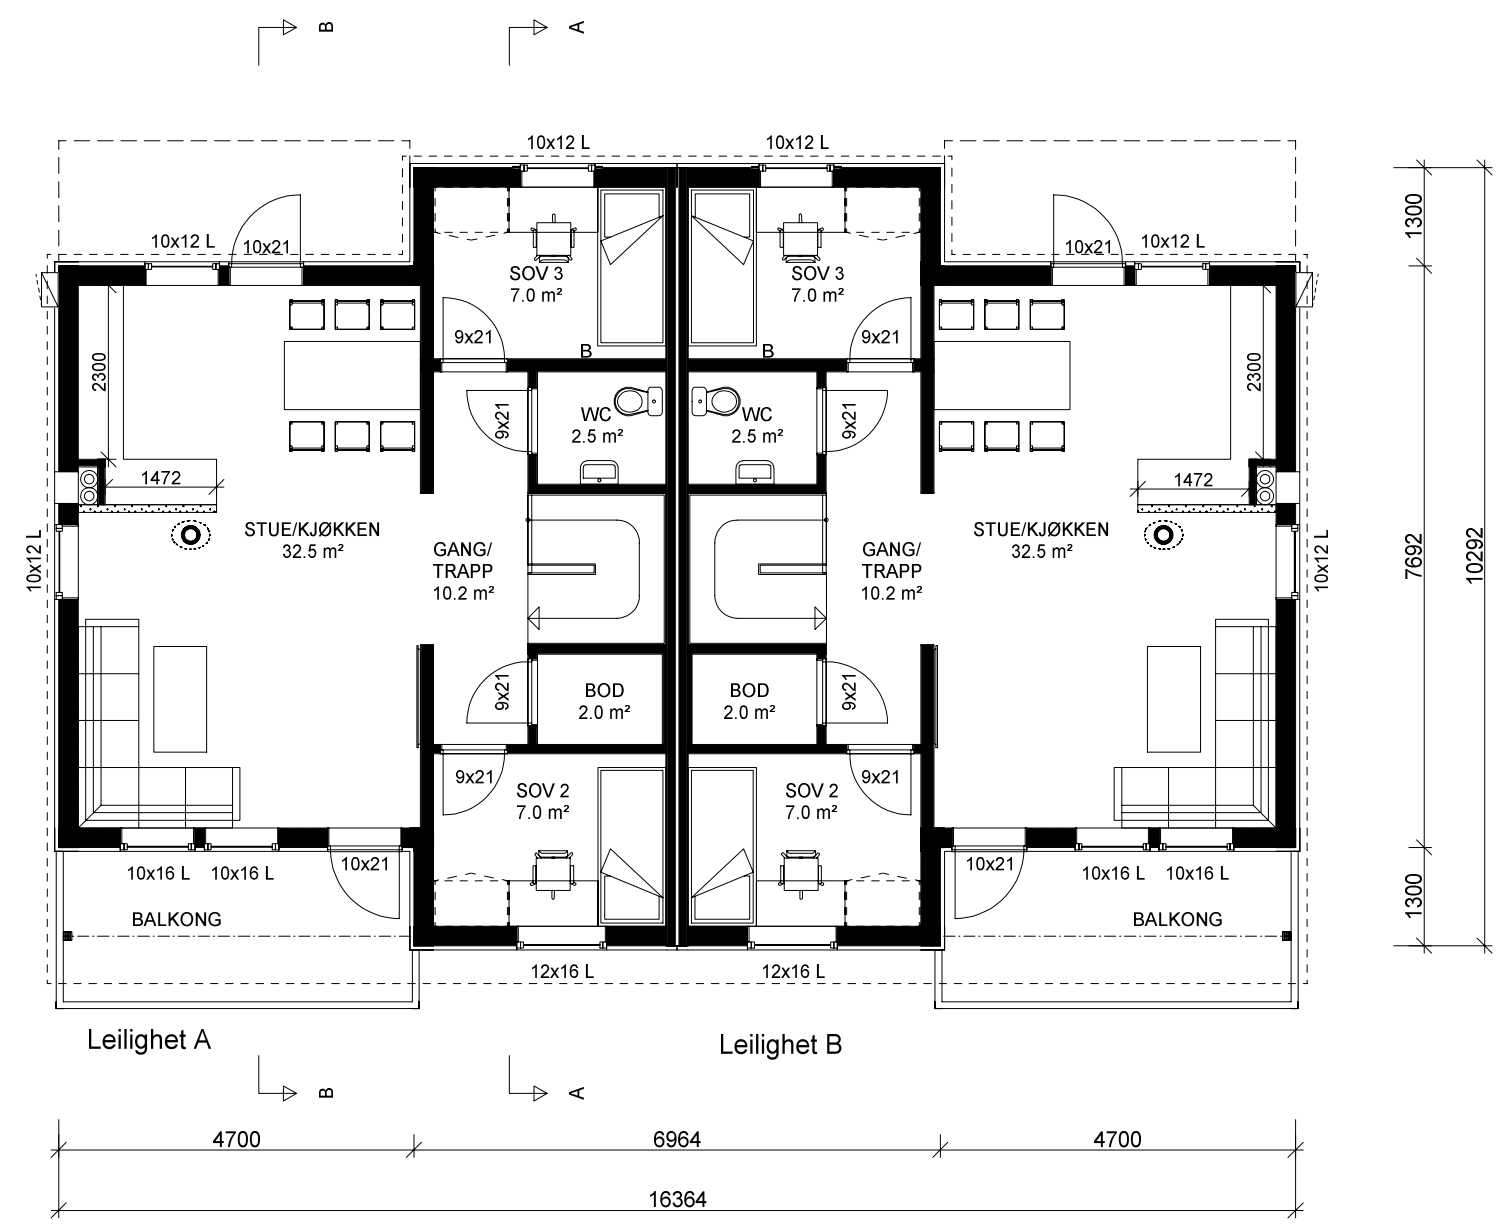 B
A
10x12 L
10x12 L
10x12 L
10x21
10x21
10x12 L
1300
SOV 3
7.0 m²
SOV 3
7.0 m²
9x21
9x21
B
B
2300
2300
9x21
WC
2.5 m²
WC
2.5 m²
9x21
1472
1472
STUE/KJØKKEN
32.5 m²
STUE/KJØKKEN
32.5 m²
10x12 L
10x12 L
GANG/
TRAPP
10.2 m²
GANG/
TRAPP
10.2 m²
7692
10292
9x21
BOD
2.0 m²
BOD
2.0 m²
9x21
9x21
9x21
SOV 2
7.0 m²
SOV 2
7.0 m²
10x16 L
10x16 L
10x21
10x21
10x16 L
10x16 L
1300
BALKONG
BALKONG
12x16 L
12x16 L
Leilighet A
Leilighet B
B
A
4700
6964
4700
16364